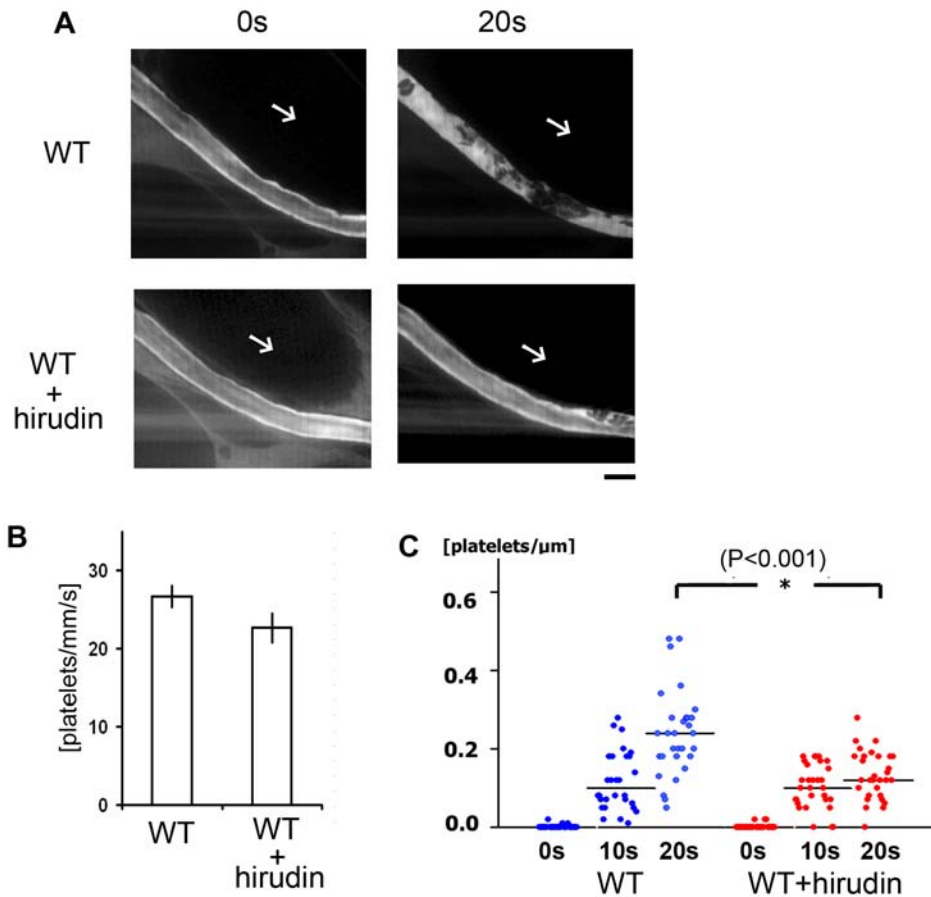 A
0s
20s
WT
WT
+
hirudin
B
[platelets/mm/s]
30
20
10
0
WT
WT
+
hirudin
C
[platelets/µm]
(P<0.001)
*
0.6
0.4
0.2
0.0
0s 10s 20s 0s 10s 20s
WT WT+hirudin